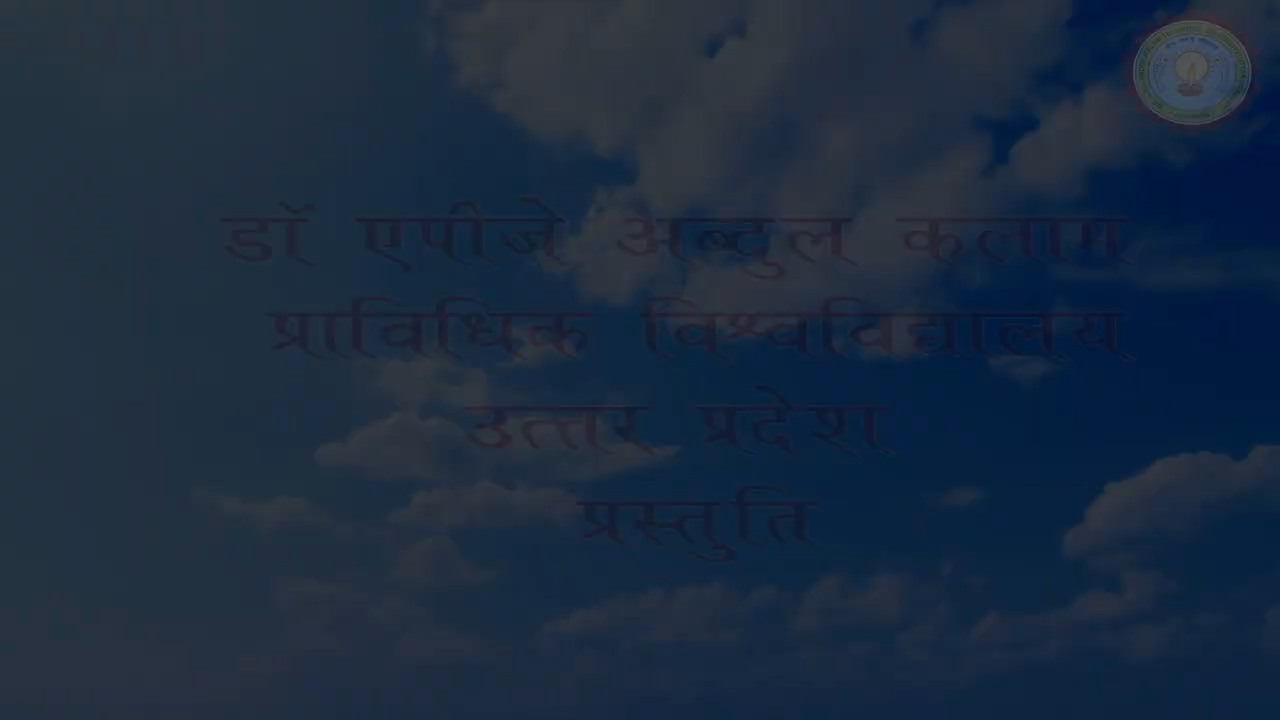 डॉ एपीजे अब्दुल कलाम
प्राविधिक विश्वविद्यालय
उत्तर प्रदेश
प्रस्तुति